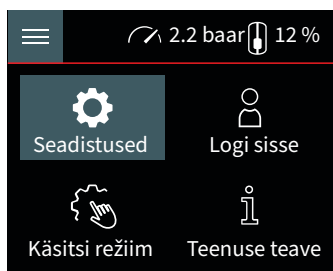 2.2 baar 12 %
Seadistused
Logi sisse
Käsitsi režiim
Teenuse teave